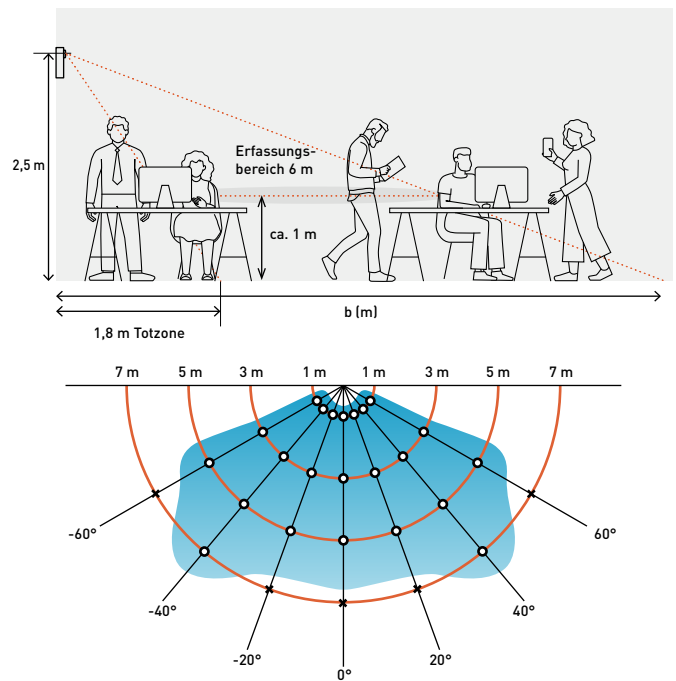 2,5 m
Erfassungs-
bereich 6 m
ca. 1 m
b (m)
1,8 m Totzone
7 m 5 m 3 m 1 m 1 m 3 m 5 m 7 m
-60° 60°
-40° 40°
-20° 20°
0°